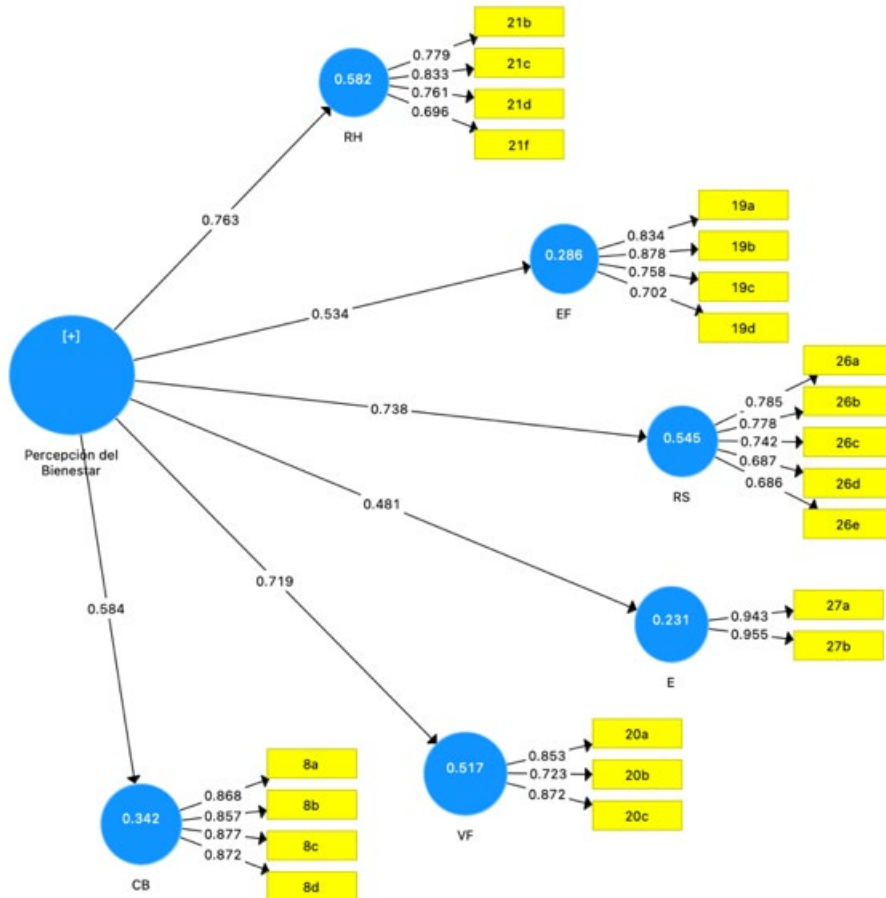 21b
0.779
0.833
0.582
21c
0.761
0.696
21d
RH
21f
0.763
19a
0.834
0.878
0.286
19b
0.758
0.702
19c
EF
19d
0.534
[+]
Percepción del
Bienestar
26a
0.785
0.778
26b
0.738
0.545
0.742
26c
0.687
0.686
26d
RS
26e
0.481
0.719
0.584
27a
0.943
0.231
0.955
27b
E
20a
0.853
0.517
0.723
20b
0.872
20c
VF
8a
0.868
0.857
8b
0.342
0.877
8c
0.872
CB
8d